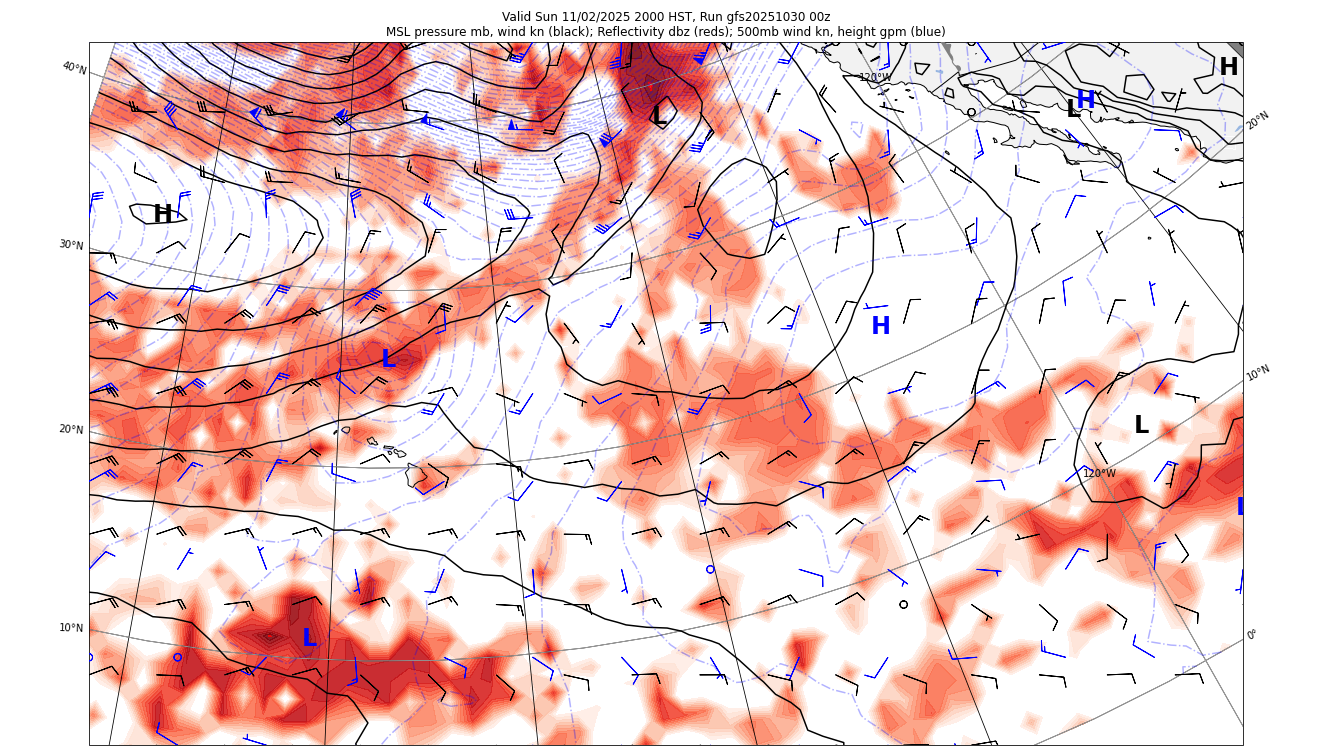 Valid Sun 11/02/2025 2000 HST, Run gfs20251030 00z
MSL pressure mb, wind kn (black); Reflectivity dbz (reds); 500mb wind kn, height gpm (blue)
40°N
120°W
H
L
L
H
20°N
H
30°N
H
L
10°N
20°N
L
120°W
L
10°N
L
0°